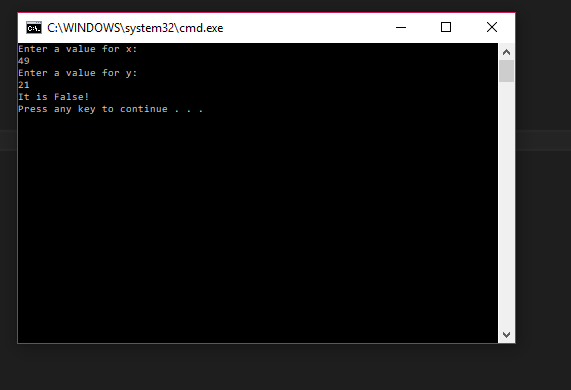 C:\WINDOWS\system32\cmd.exe
Enter a value for x:
49
Enter a value for y:
21
It is False!
Press any key to continue . . .